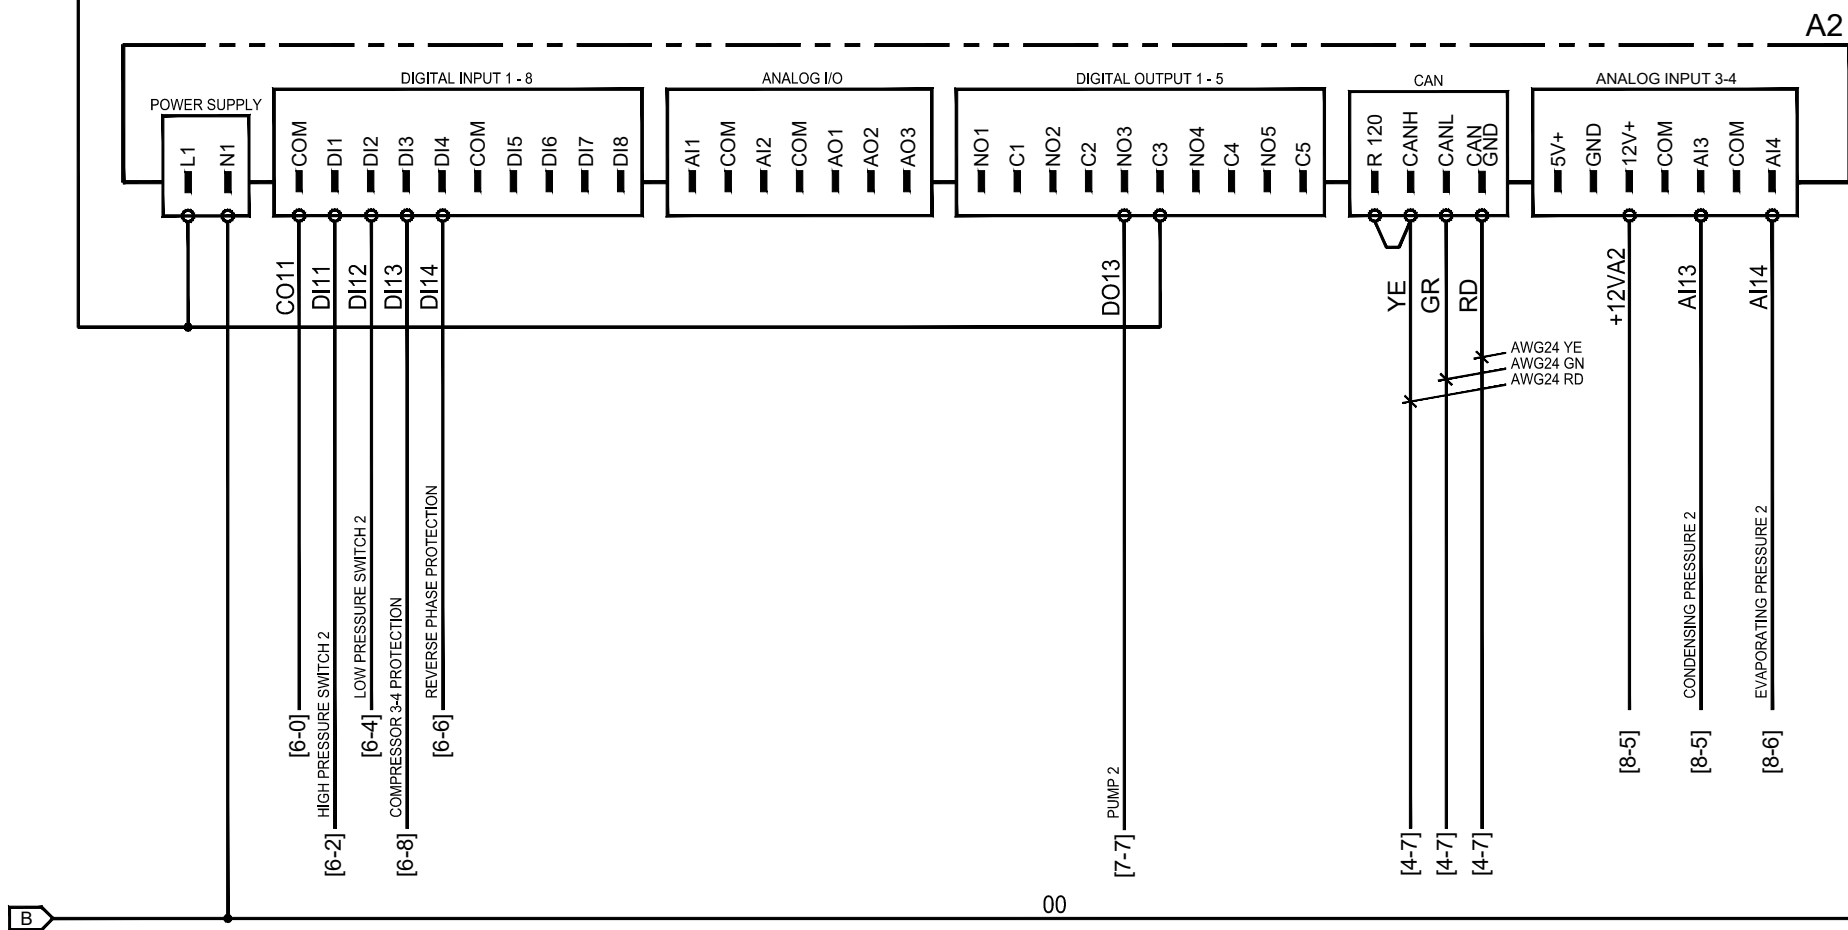 A2
DIGITAL INPUT 1 - 8
ANALOG I/O
DIGITAL OUTPUT 1 - 5
CAN
ANALOG INPUT 3-4
POWER SUPPLY
L1
N1
COM
DI1
DI2
DI3
DI4
COM
DI5
DI6
DI7
DI8
AI1
COM
AI2
COM
AO1
AO2
AO3
NO1
C1
NO2
C2
NO3
C3
NO4
C4
NO5
C5
R 120
CANH
CANL
CAN
GND
5V+
GND
12V+
COM
AI3
COM
AI4
CO11
DI11
DI12
DI13
DI14
DO13
YE
GR
RD
+12VA2
AI13
AI14
AWG24 YE
AWG24 GN
AWG24 RD
HIGH PRESSURE SWITCH 2
LOW PRESSURE SWITCH 2
COMPRESSOR 3-4 PROTECTION
REVERSE PHASE PROTECTION
PUMP 2
CONDENSING PRESSURE 2
EVAPORATING PRESSURE 2
[6-0]
[6-2]
[6-4]
[6-8]
[6-6]
[7-7]
[4-7]
[4-7]
[4-7]
[8-5]
[8-5]
[8-6]
B
00